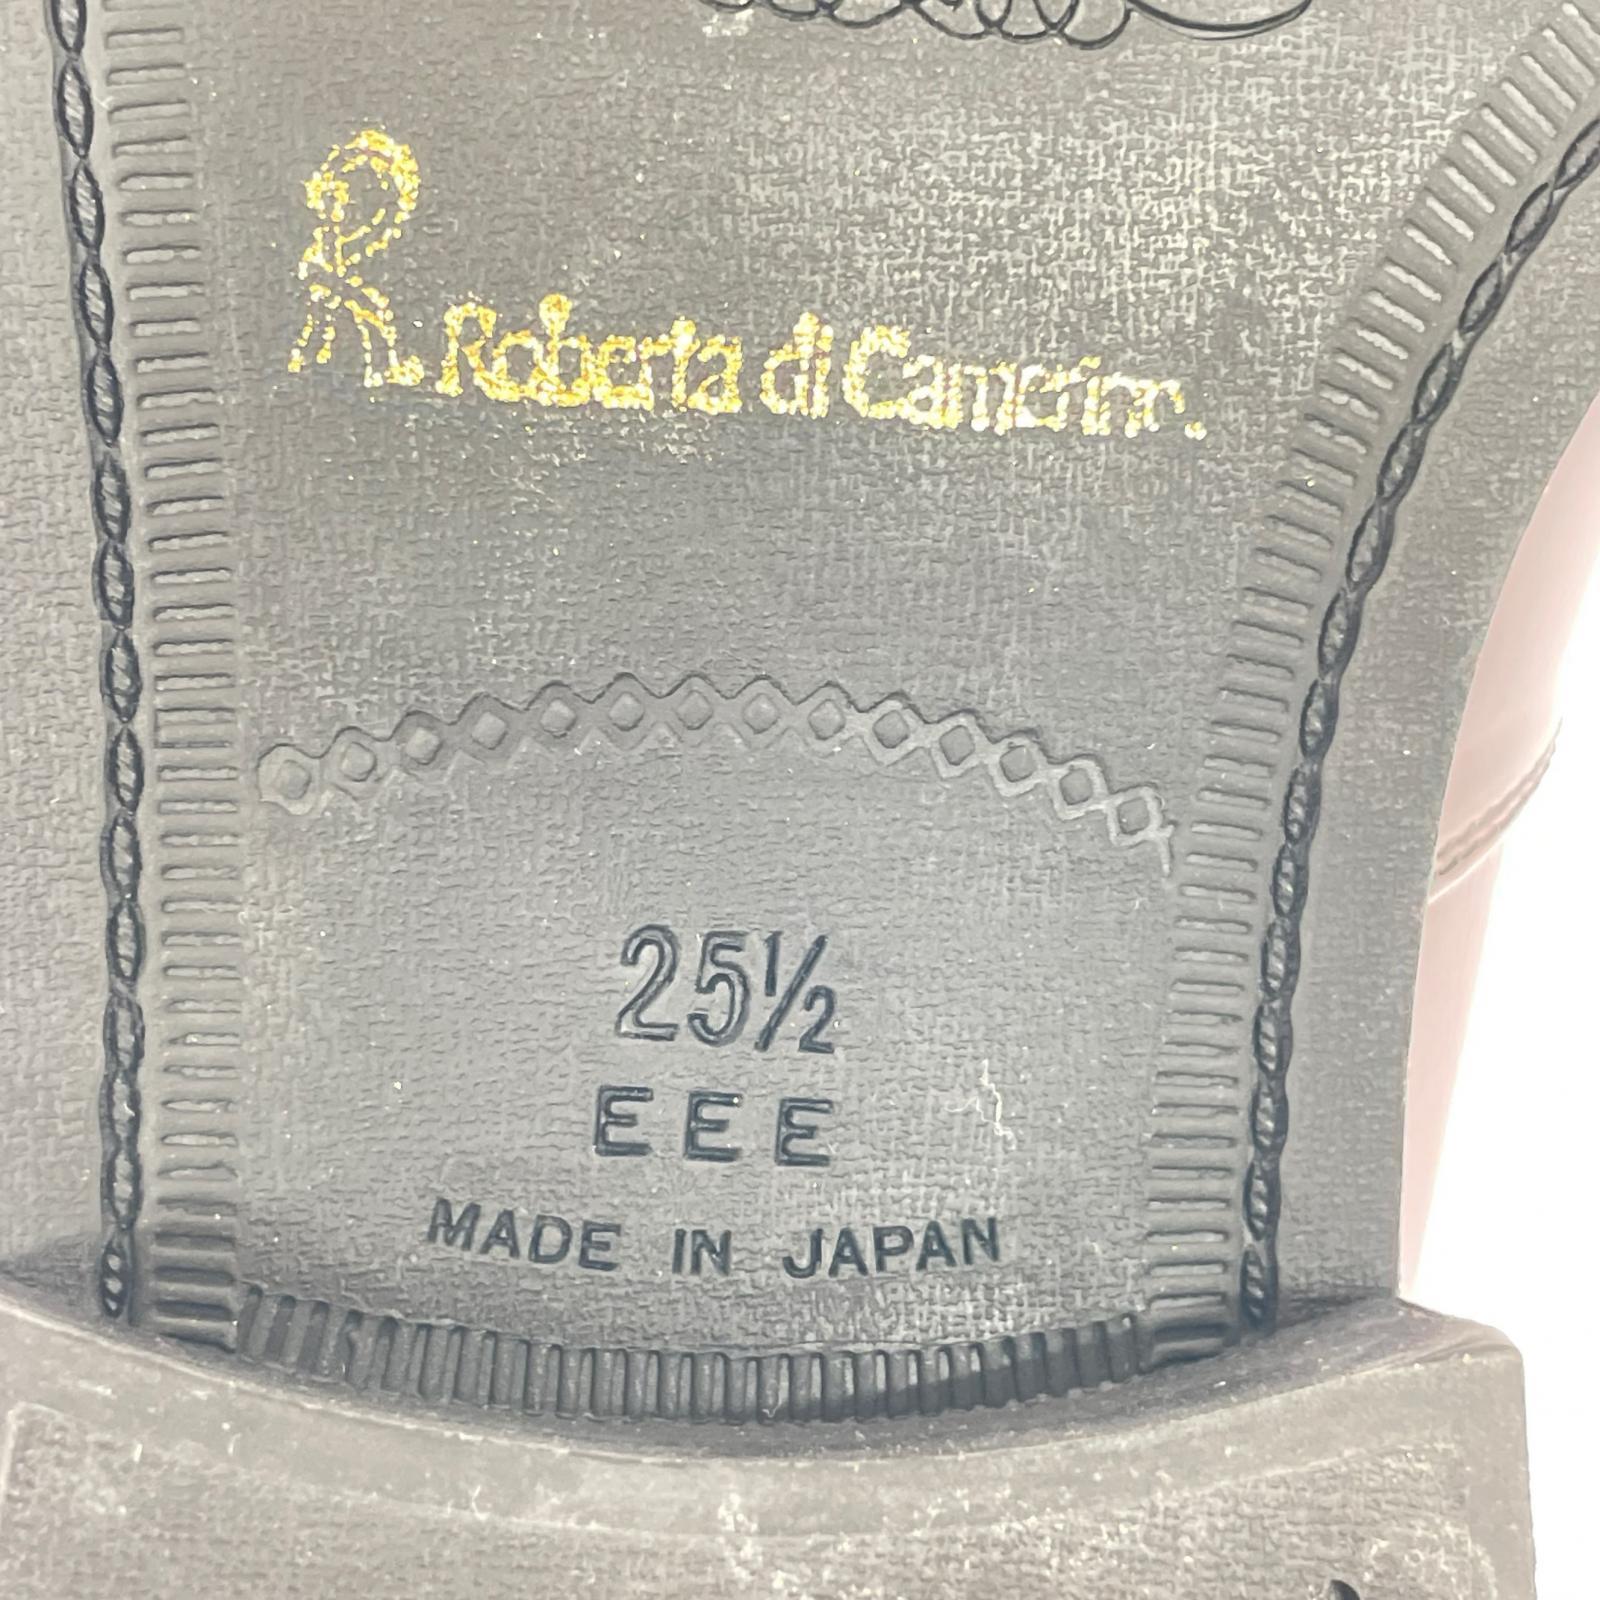 R. Roberta di Camerino.
25½
EEE
MADE IN JAPAN